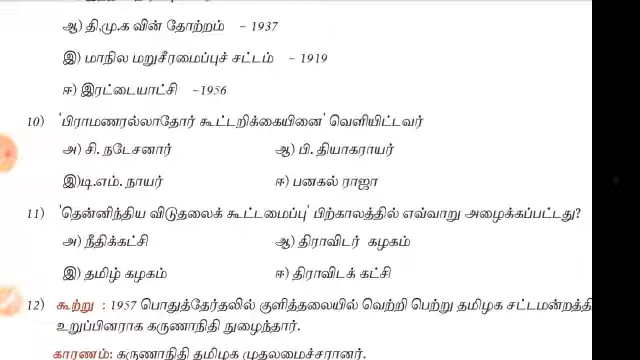 ஆ) தி.மு.க வின் தோற்றம் - 1937
இ) மாநில மறுசீரமைப்புச் சட்டம் - 1919
ஈ) இரட்டையாட்சி -1956
10) 'பிராமணரல்லாதோர் கூட்டறிக்கையினை' வெளியிட்டவர்
அ) சி. நடேசனார் ஆ) பி. தியாகராயர்
இ)டி.எம். நாயர் ஈ) பனகல் ராஜா
11) 'தென்னிந்திய விடுதலைக் கூட்டமைப்பு' பிற்காலத்தில் எவ்வாறு அழைக்கப்பட்டது?
அ) நீதிக்கட்சி ஆ) திராவிடர் கழகம்
இ) தமிழ் கழகம் ஈ) திராவிடக் கட்சி
12) கூற்று : 1957 பொதுத்தேர்தலில் குளித்தலையில் வெற்றி பெற்று தமிழக சட்டமன்றத்தி
உறுப்பினராக கருணாநிதி நுழைந்தார்.
காரணம்: கருணாநிதி தமிழக முதலமைச்சரானர்.